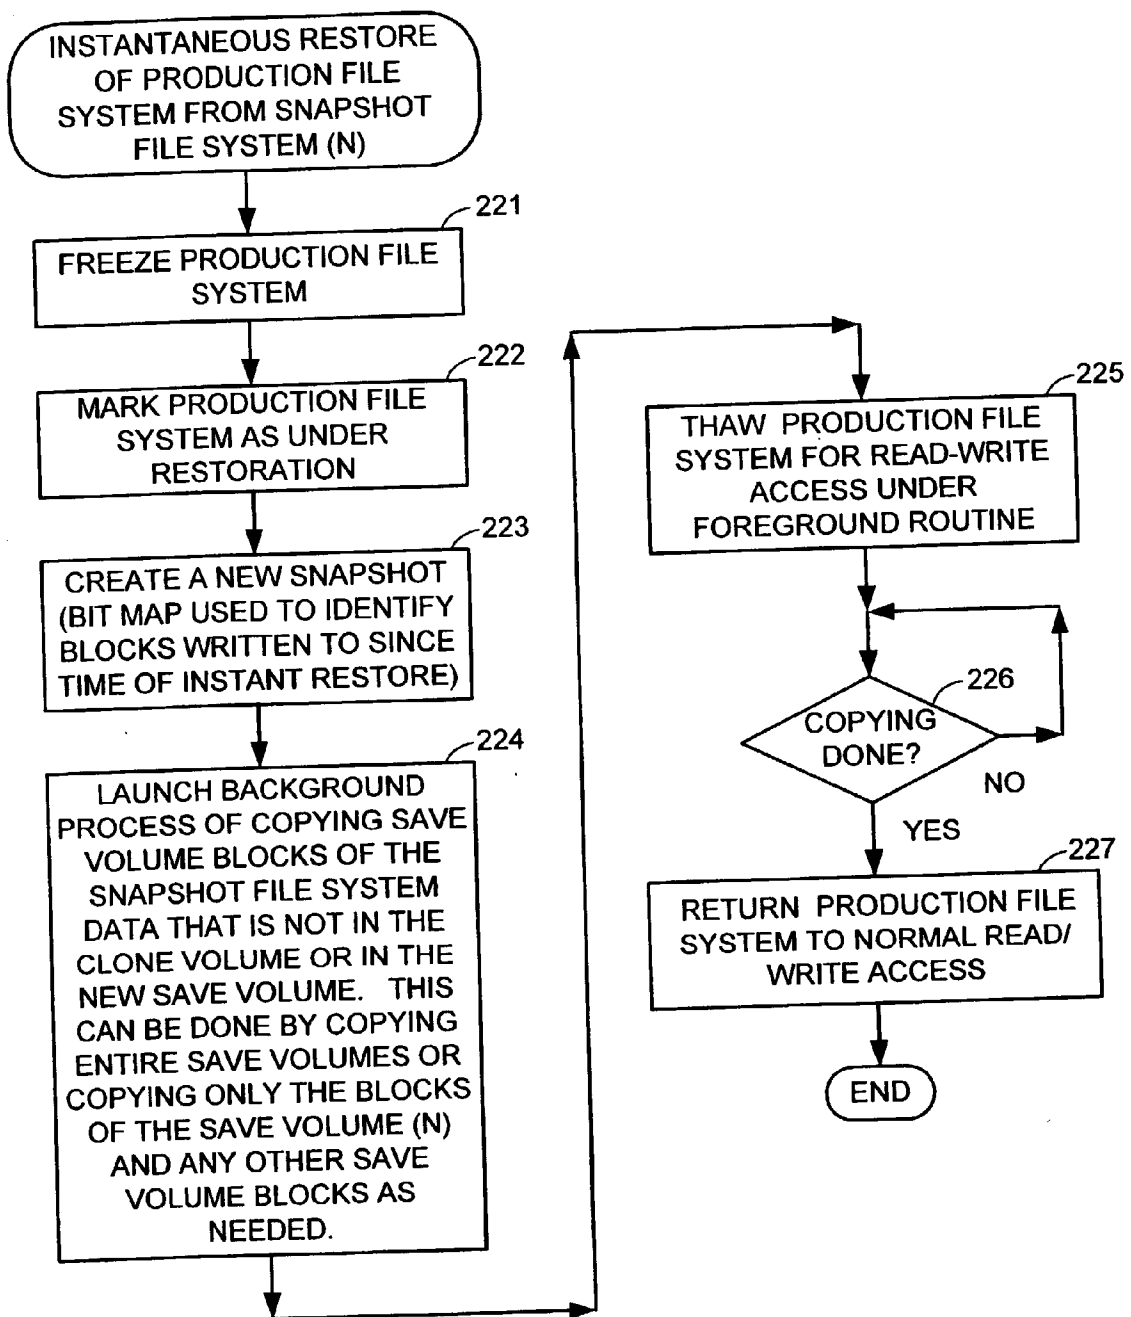 INSTANTANEOUS RESTORE
OF PRODUCTION FILE
SYSTEM FROM SNAPSHOT
FILE SYSTEM (N)
221
FREEZE PRODUCTION FILE
SYSTEM
222
MARK PRODUCTION FILE
SYSTEM AS UNDER
RESTORATION
223
CREATE A NEW SNAPSHOT
(BIT MAP USED TO IDENTIFY
BLOCKS WRITTEN TO SINCE
TIME OF INSTANT RESTORE)
224
LAUNCH BACKGROUND
PROCESS OF COPYING SAVE
VOLUME BLOCKS OF THE
SNAPSHOT FILE SYSTEM
DATA THAT IS NOT IN THE
CLONE VOLUME OR IN THE
NEW SAVE VOLUME. THIS
CAN BE DONE BY COPYING
ENTIRE SAVE VOLUMES OR
COPYING ONLY THE BLOCKS
OF THE SAVE VOLUME (N)
AND ANY OTHER SAVE
VOLUME BLOCKS AS
NEEDED.
225
THAW PRODUCTION FILE
SYSTEM FOR READ-WRITE
ACCESS UNDER
FOREGROUND ROUTINE
226
COPYING
DONE?
NO
YES
227
RETURN PRODUCTION FILE
SYSTEM TO NORMAL READ/
WRITE ACCESS
END